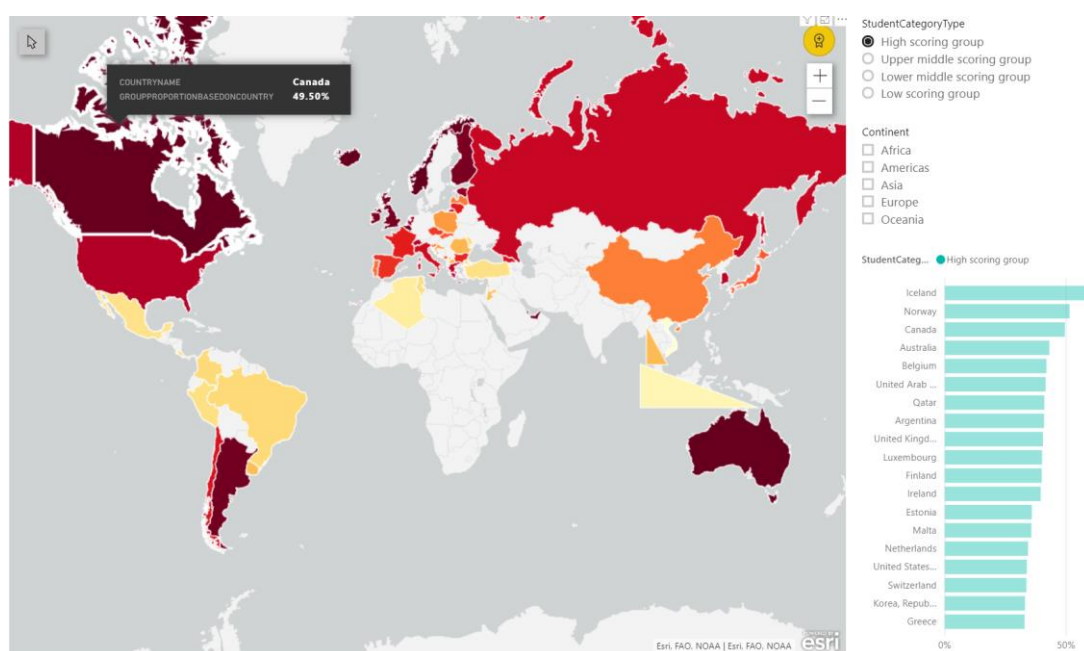 COUNTRYNAME Canada
GROUPPROPORTIONBASEDONCOUNTRY 49.50%
StudentCategoryType
High scoring group
Upper middle scoring group
Lower middle scoring group
Low scoring group
Continent
Africa
Americas
Asia
Europe
Oceania
StudentCateg... High scoring group
Iceland
Norway
Canada
Australia
Belgium
United Arab ...
Qatar
Argentina
United Kingd...
Luxembourg
Finland
Ireland
Estonia
Malta
Netherlands
United States...
Switzerland
Korea, Repub...
Greece
0% 50%
Esri, FAO, NOAA | Esri, FAO, NOAA
POWERED BY
esri